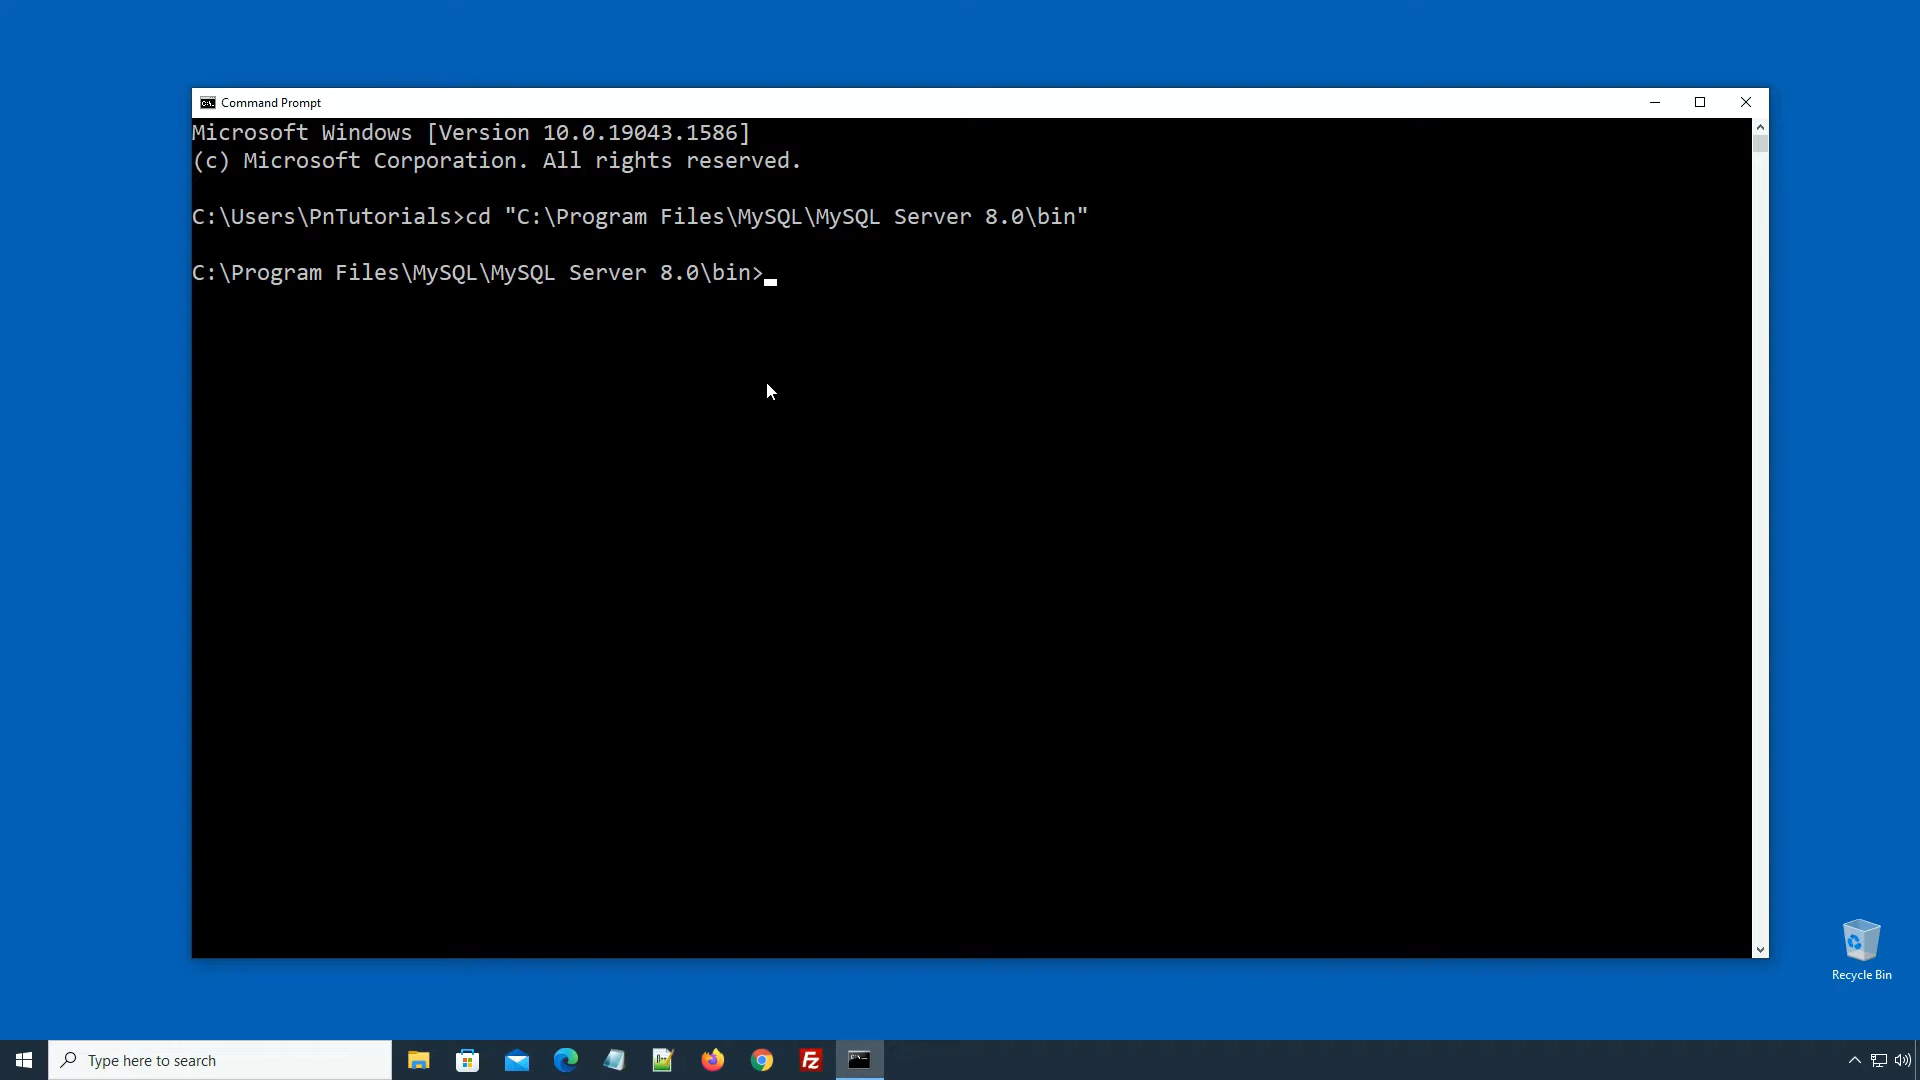 Command Prompt
Microsoft Windows [Version 10.0.19043.1586]
(c) Microsoft Corporation. All rights reserved.
C:\Users\PnTutorials>cd "C:\Program Files\MySQL\MySQL Server 8.0\bin"
C:\Program Files\MySQL\MySQL Server 8.0\bin>
Recycle Bin
Type here to search